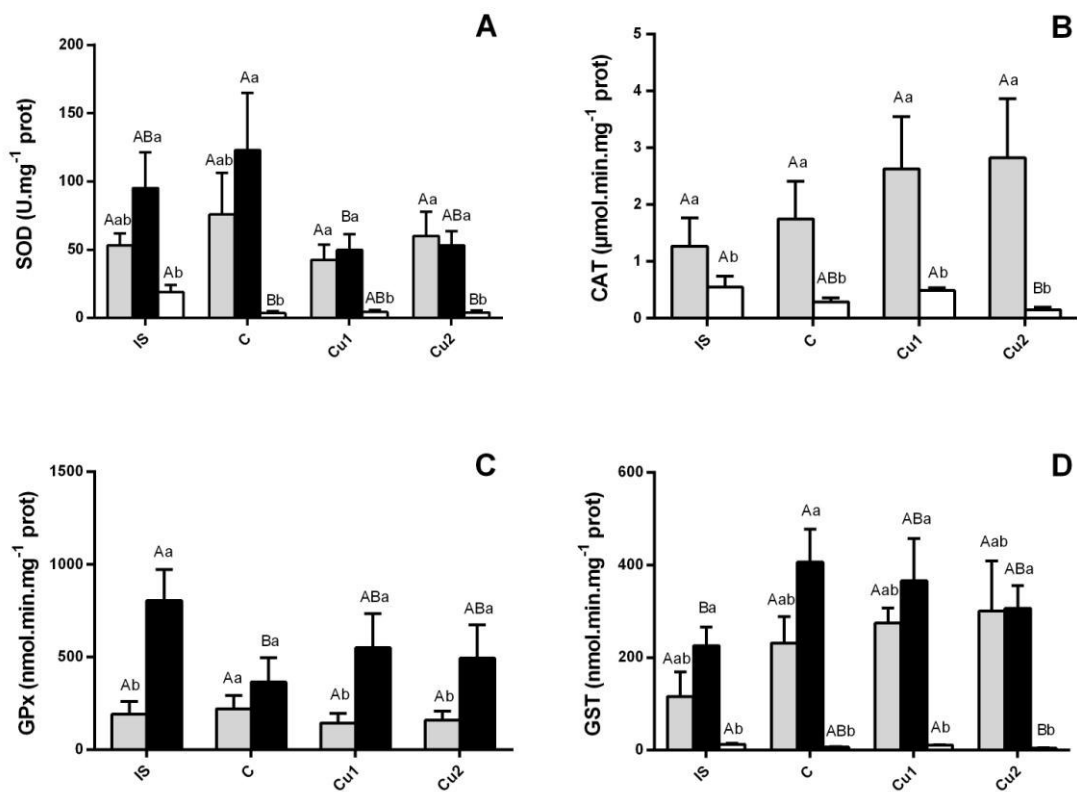 A
SOD (U.mg⁻¹ prot)
200
150
100
50
0
Aab
ABa
Ab
Aab
Aa
Bb
Aa
Ba
ABb
Aa
ABa
Bb
IS
C
Cu1
Cu2
B
CAT (µmol.min.mg⁻¹ prot)
5
4
3
2
1
0
Aa
Ab
Aa
ABb
Aa
Ab
Aa
Bb
IS
C
Cu1
Cu2
C
GPx (nmol.min.mg⁻¹ prot)
1500
1000
500
0
Ab
Aa
Aa
Ba
Ab
ABa
Ab
ABa
IS
C
Cu1
Cu2
D
GST (nmol.min.mg⁻¹ prot)
600
400
200
0
Aab
Ba
Ab
Aab
Aa
ABb
Aab
ABa
Ab
Aab
ABa
Bb
IS
C
Cu1
Cu2